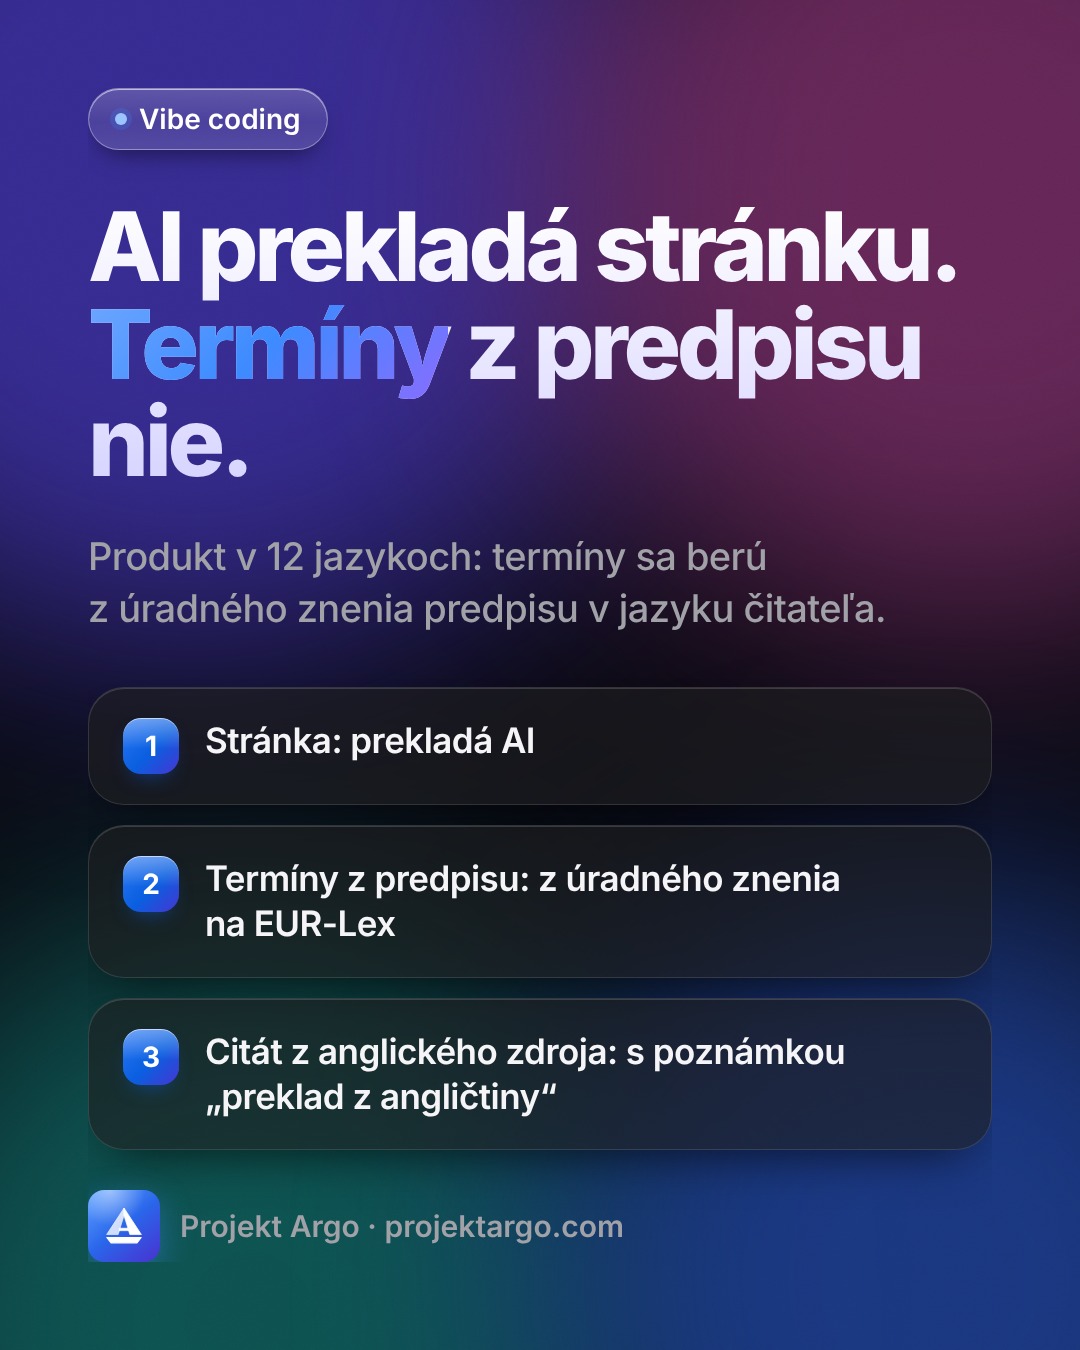 Vibe coding
AI prekladá stránku.
Termíny z predpisu
nie.
Produkt v 12 jazykoch: termíny sa berú
z úradného znenia predpisu v jazyku čitateľa.
1 Stránka: prekladá AI
2 Termíny z predpisu: z úradného znenia
na EUR-Lex
3 Citát z anglického zdroja: s poznámkou
„preklad z angličtiny“
A Projekt Argo · projektargo.com